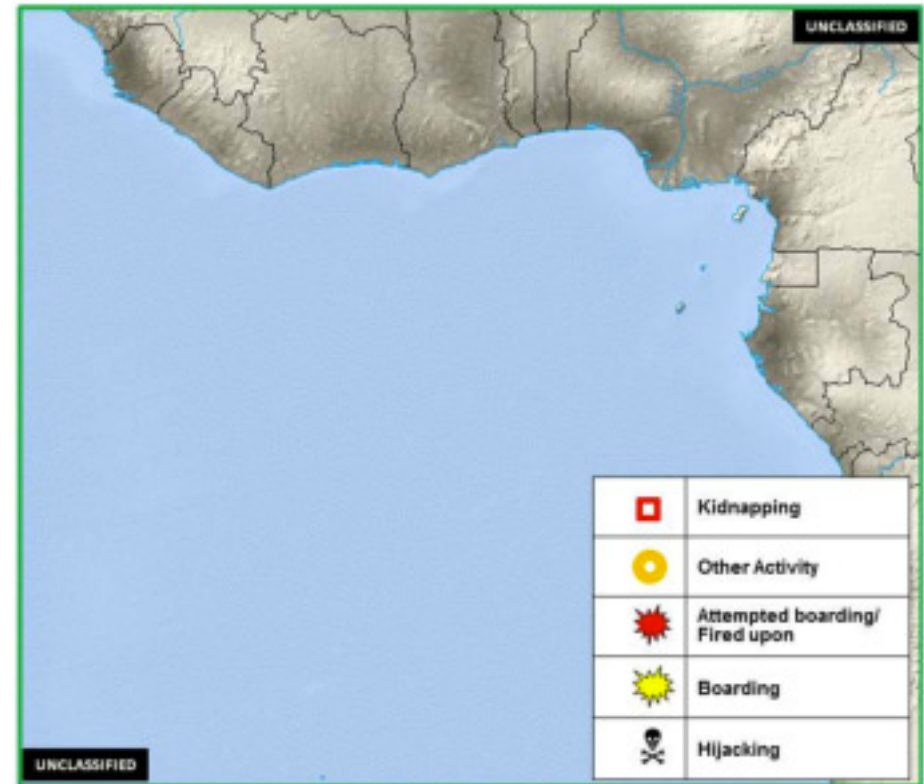 UNCLASSIFIED
Kidnapping
Other Activity
Attempted boarding/
Fired upon
Boarding
Hijacking
UNCLASSIFIED